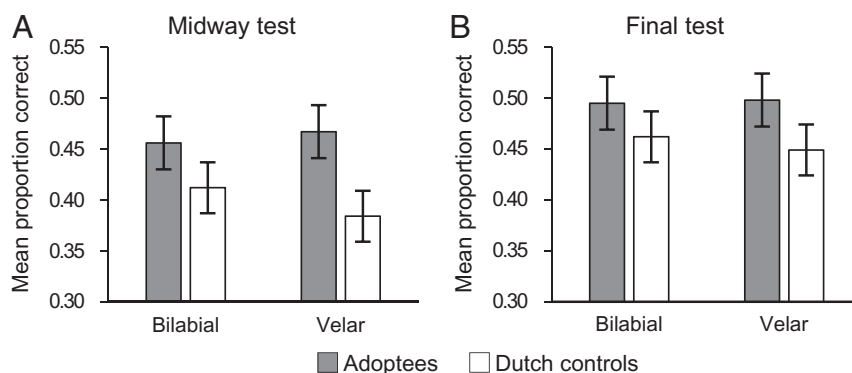 A Midway test
Mean proportion correct
0.55
0.50
0.45
0.40
0.35
0.30
Bilabial Velar
B Final test
Mean proportion correct
0.55
0.50
0.45
0.40
0.35
0.30
Bilabial Velar
Adoptees Dutch controls